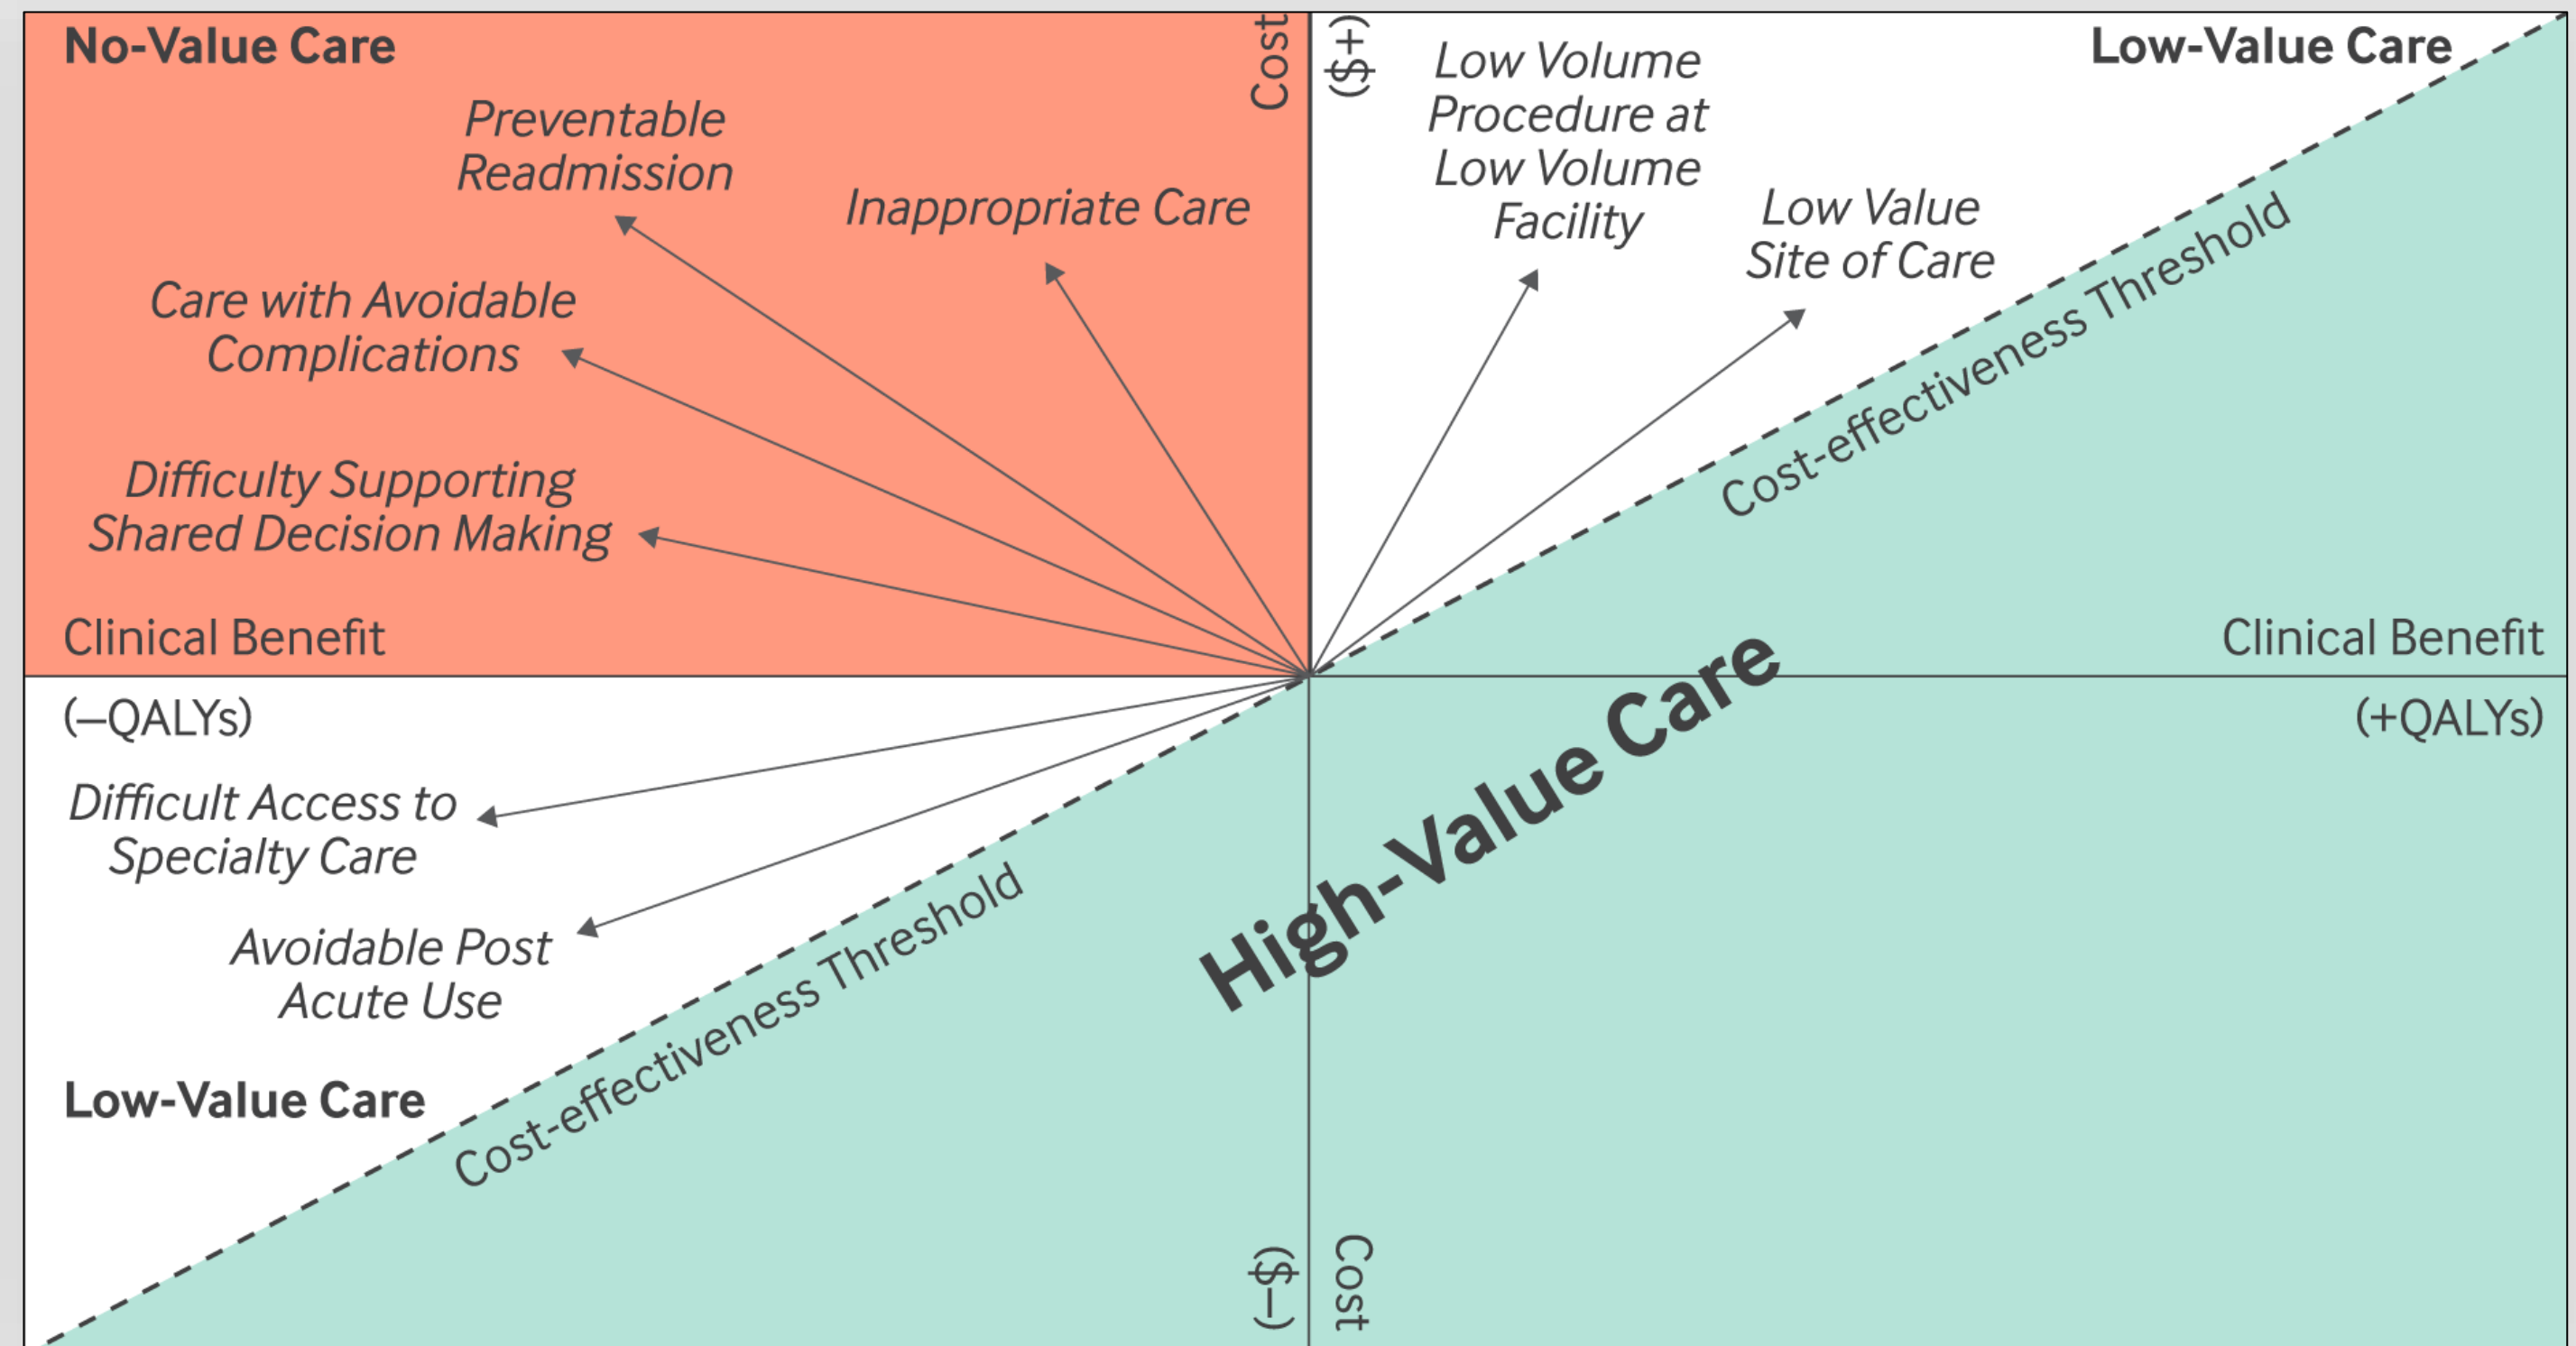 No-Value Care
Cost
($+)
Low-Value Care
Preventable
Readmission
Inappropriate Care
Low Volume
Procedure at
Low Volume
Facility
Low Value
Site of Care
Care with Avoidable
Complications
Difficulty Supporting
Shared Decision Making
Cost-effectiveness Threshold
Clinical Benefit
Clinical Benefit
(–QALYs)
(+QALYs)
High-Value Care
Difficult Access to
Specialty Care
Avoidable Post
Acute Use
Cost-effectiveness Threshold
Low-Value Care
($–)
Cost